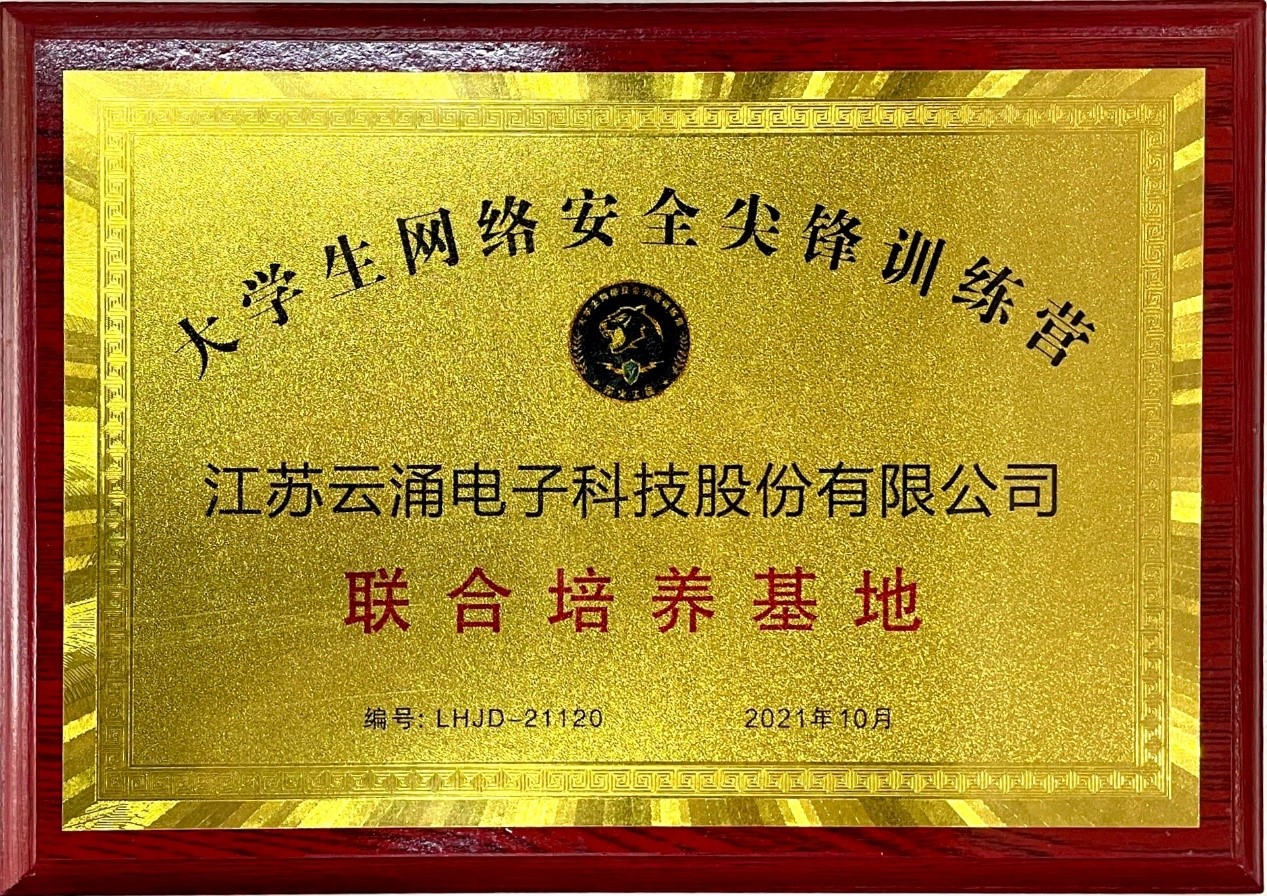 大学生网络安全尖锋训练营
江苏云涌电子科技股份有限公司
联合培养基地
编号: LHJD-21120
2021年10月